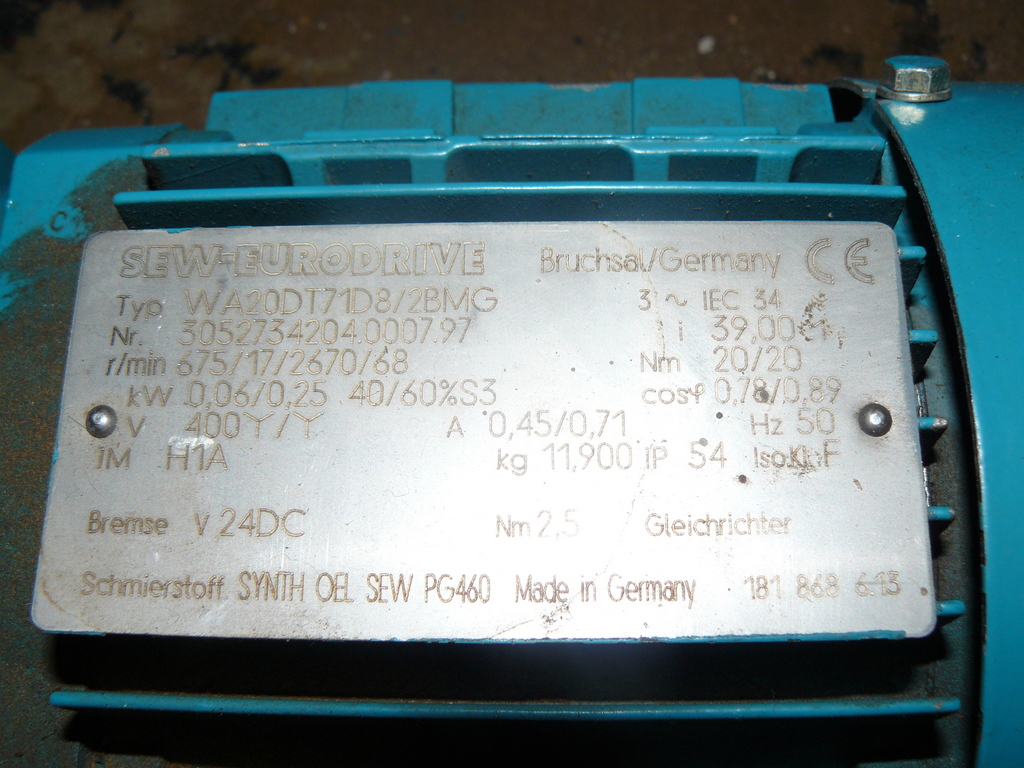 SEW-EURODRIVE Bruchsal/Germany CE
Typ WA20DT71D8/2BMG 3~ IEC 34
Nr. 3052734204.0007.97 i 39,00
r/min 675/17/2670/68 Nm 20/20
kW 0,06/0,25 40/60%S3 cosφ 0,78/0,89
V 400Y/Y A 0,45/0,71 Hz 50
IM H1A kg 11,900 IP 54 Iso.Kl. F
Bremse V 24DC Nm 2,5 Gleichrichter
Schmierstoff SYNTH OEL SEW PG460 Made in Germany 181 868 6.13